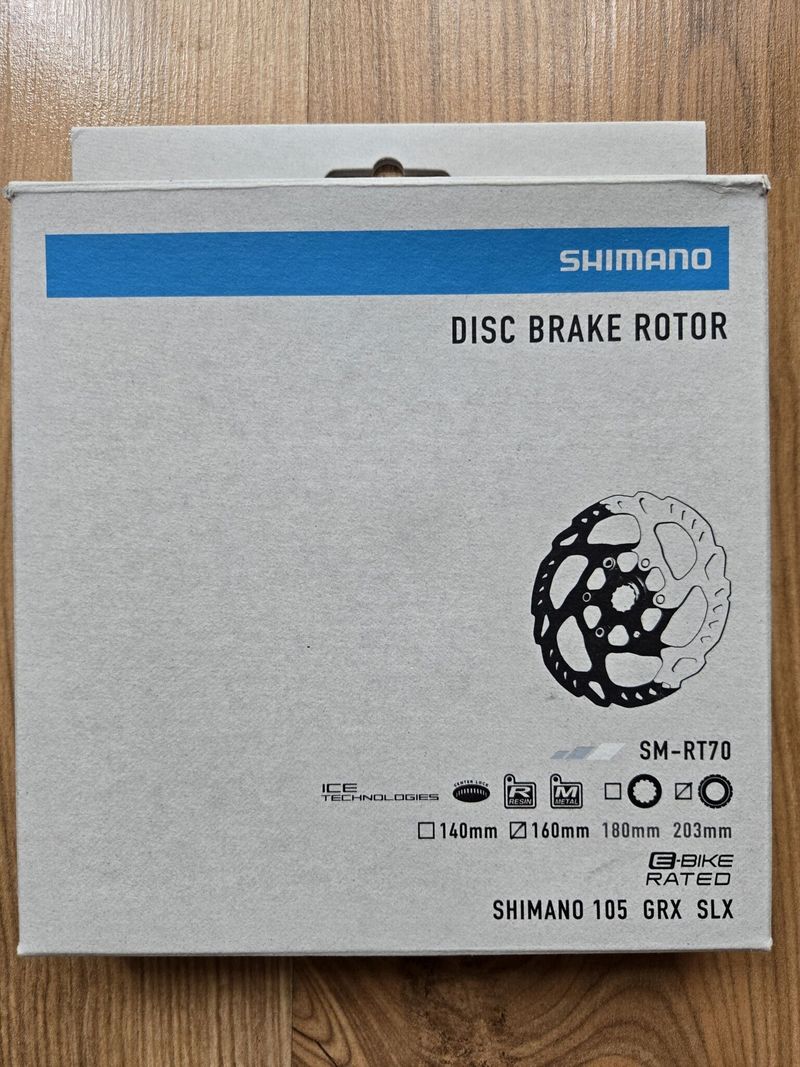 SHIMANO
DISC BRAKE ROTOR
SM-RT70
ICE
TECHNOLOGIES
CENTER LOCK
R
RESIN
M
METAL
140mm 160mm 180mm 203mm
E-BIKE
RATED
SHIMANO 105 GRX SLX